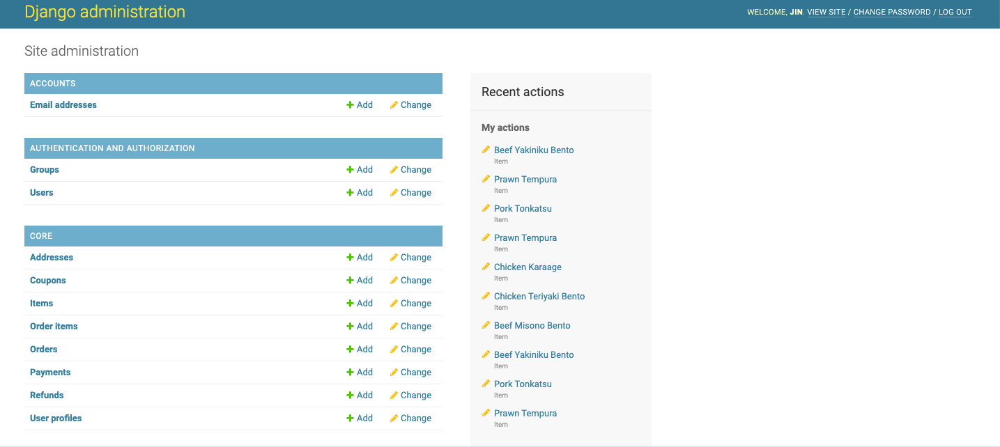 Django administration
WELCOME, JIN. VIEW SITE / CHANGE PASSWORD / LOG OUT
Site administration
ACCOUNTS
Email addresses Add Change
AUTHENTICATION AND AUTHORIZATION
Groups Add Change
Users Add Change
CORE
Addresses Add Change
Coupons Add Change
Items Add Change
Order items Add Change
Orders Add Change
Payments Add Change
Refunds Add Change
User profiles Add Change
Recent actions
My actions
Beef Yakiniku Bento
Item
Prawn Tempura
Item
Pork Tonkatsu
Item
Prawn Tempura
Item
Chicken Karaage
Item
Chicken Teriyaki Bento
Item
Beef Misono Bento
Item
Beef Yakiniku Bento
Item
Pork Tonkatsu
Item
Prawn Tempura
Item